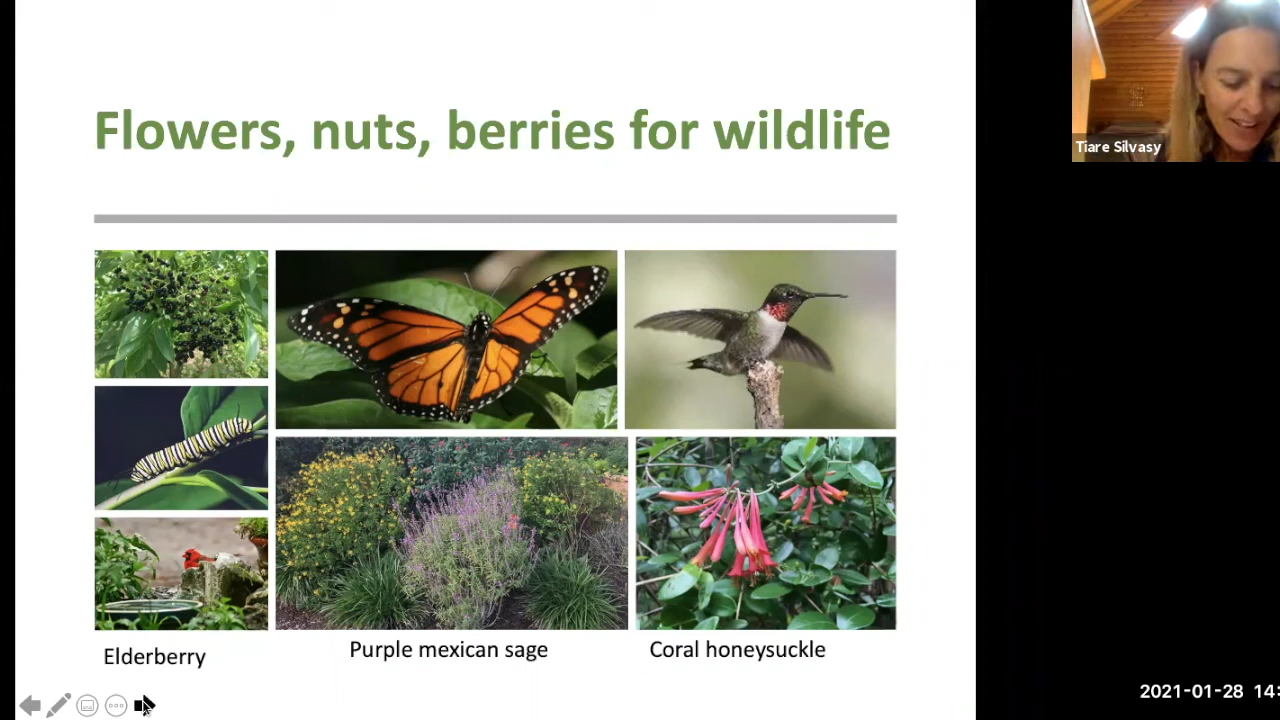 Flowers, nuts, berries for wildlife
Tiare Silvasy
Elderberry
Purple mexican sage
Coral honeysuckle
2021-01-28 14: